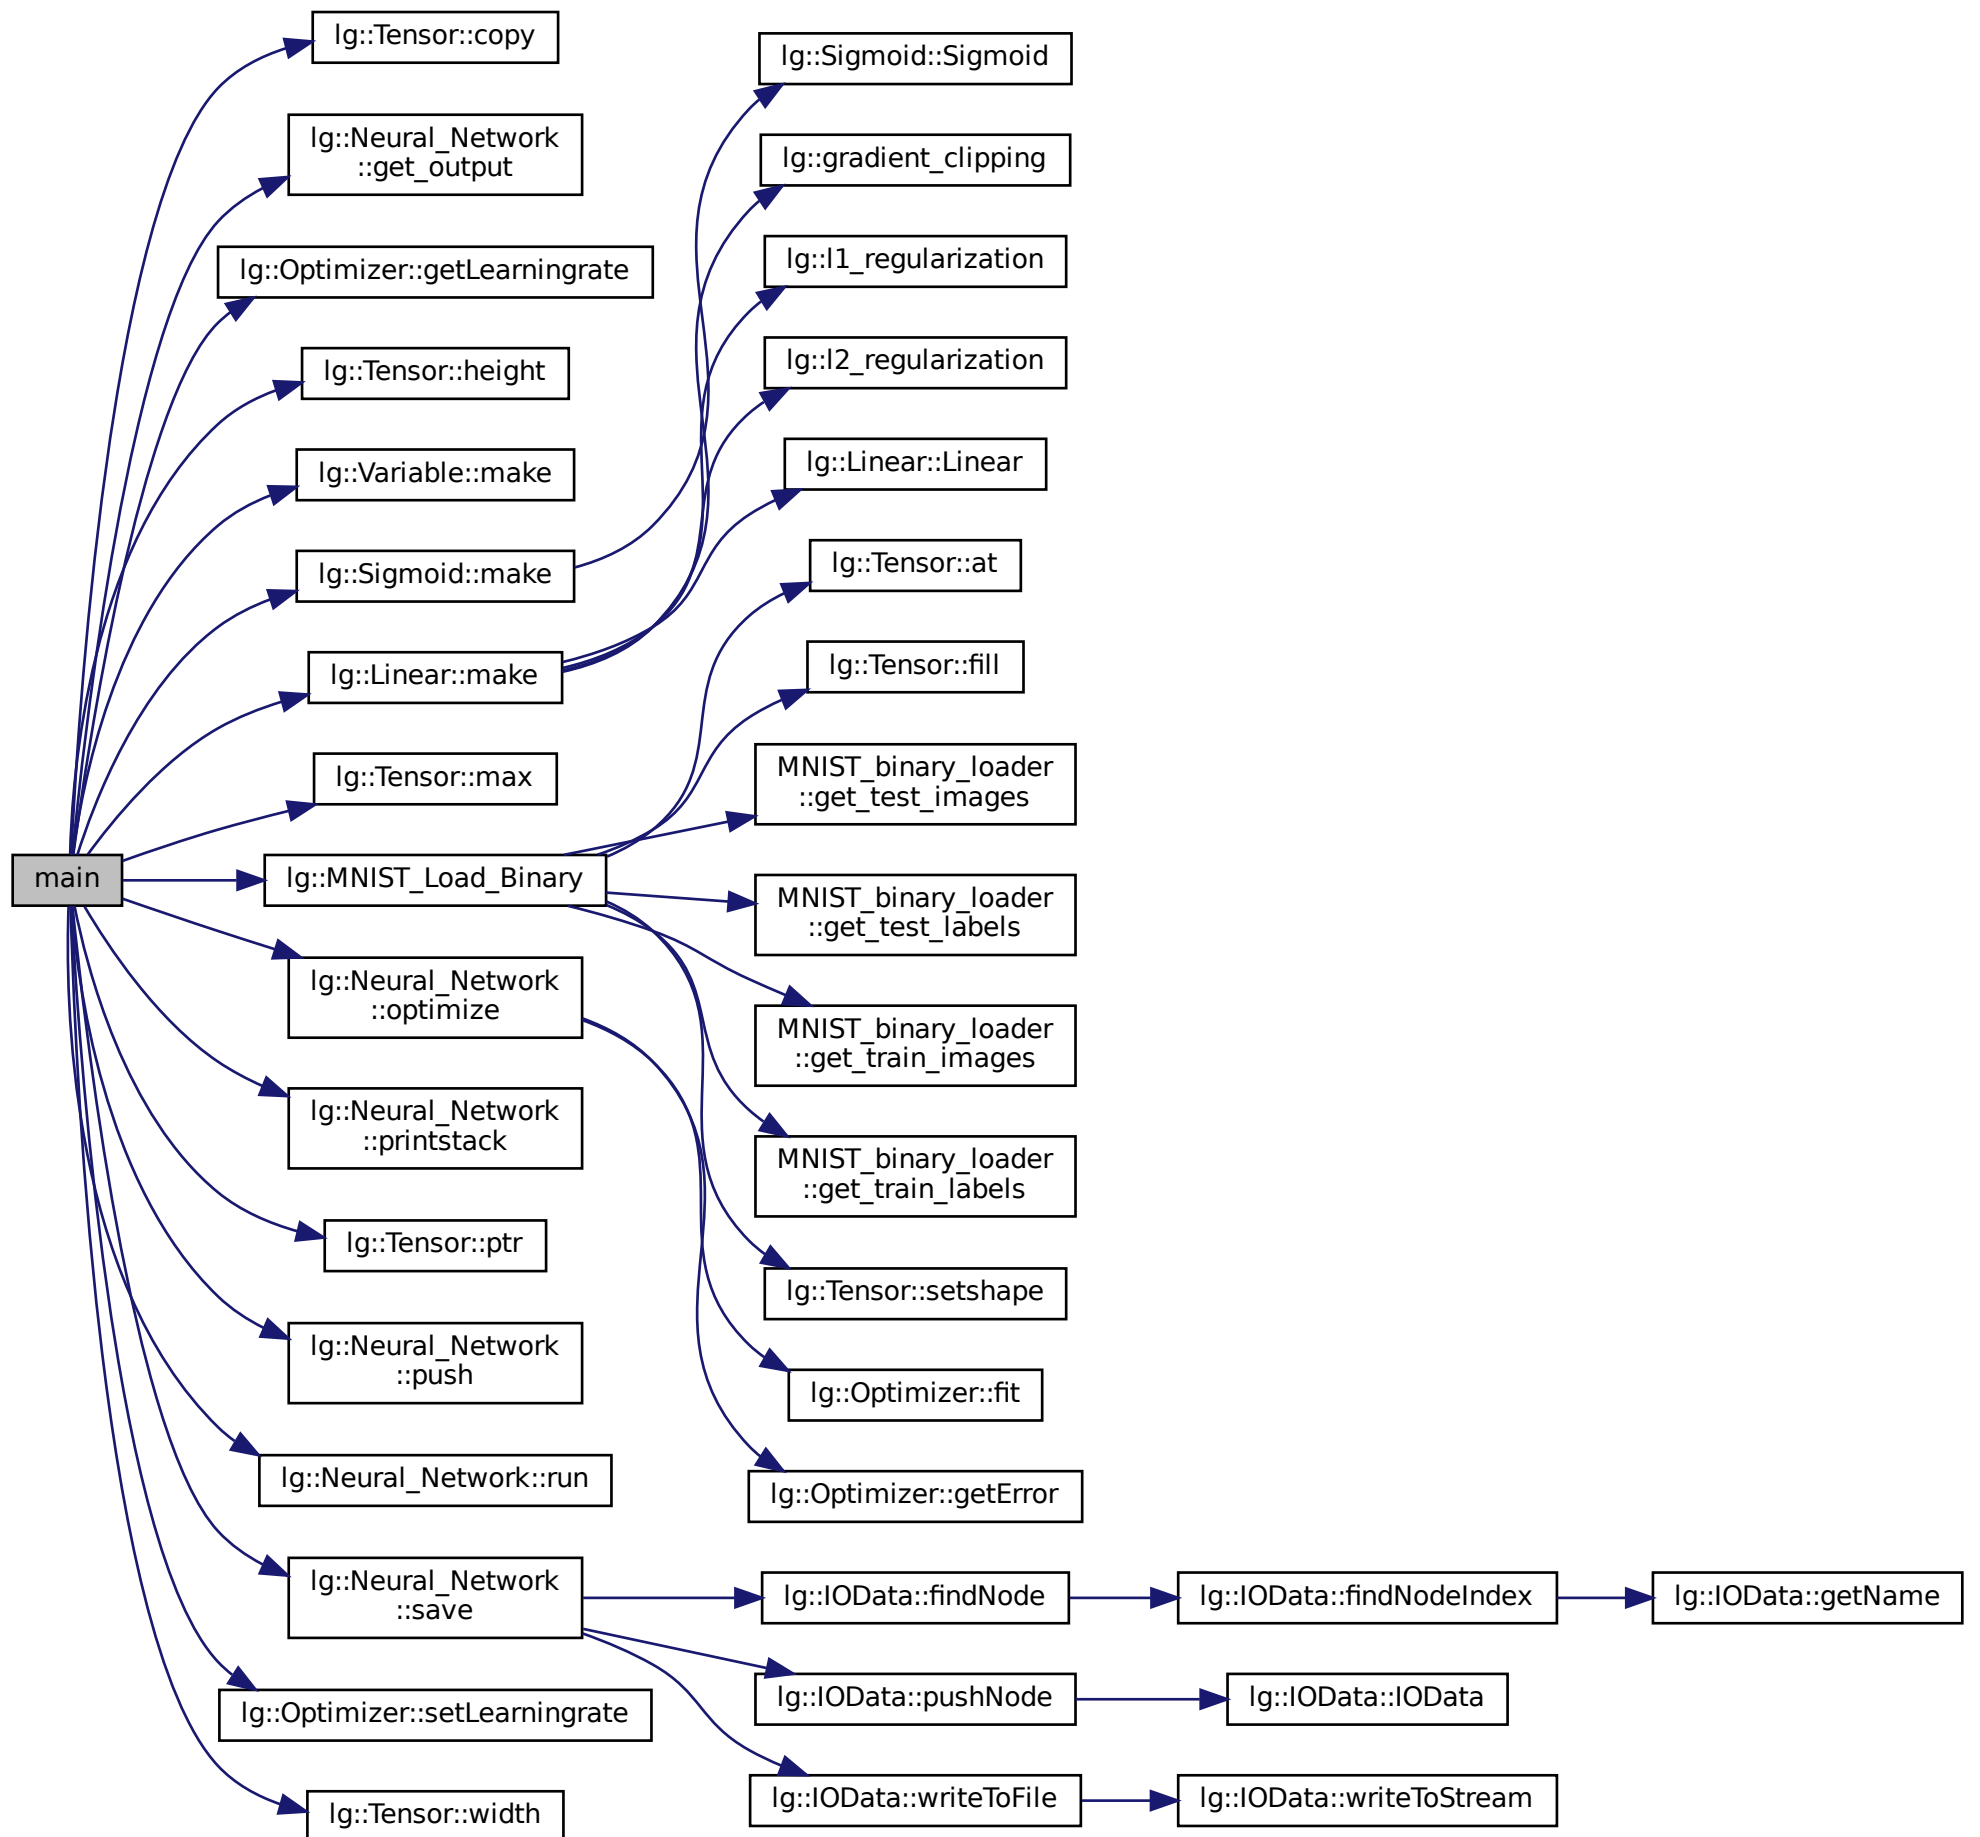 main
lg::Tensor::copy
lg::Neural_Network
::get_output
lg::Optimizer::getLearningrate
lg::Tensor::height
lg::Variable::make
lg::Sigmoid::make
lg::Linear::make
lg::Tensor::max
lg::MNIST_Load_Binary
lg::Neural_Network
::optimize
lg::Neural_Network
::printstack
lg::Tensor::ptr
lg::Neural_Network
::push
lg::Neural_Network::run
lg::Neural_Network
::save
lg::Optimizer::setLearningrate
lg::Tensor::width
lg::Sigmoid::Sigmoid
lg::gradient_clipping
lg::l1_regularization
lg::l2_regularization
lg::Linear::Linear
lg::Tensor::at
lg::Tensor::fill
MNIST_binary_loader
::get_test_images
MNIST_binary_loader
::get_test_labels
MNIST_binary_loader
::get_train_images
MNIST_binary_loader
::get_train_labels
lg::Tensor::setshape
lg::Optimizer::fit
lg::Optimizer::getError
lg::IOData::findNode
lg::IOData::pushNode
lg::IOData::writeToFile
lg::IOData::findNodeIndex
lg::IOData::IOData
lg::IOData::writeToStream
lg::IOData::getName